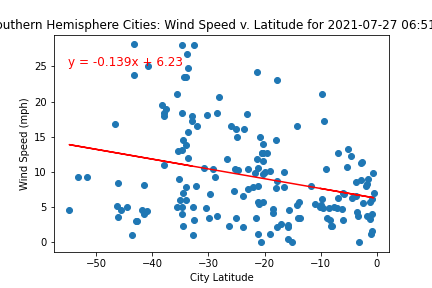 outhern Hemisphere Cities: Wind Speed v. Latitude for 2021-07-27 06:51
y = -0.139x + 6.23
Wind Speed (mph)
25
20
15
10
5
0
−50 −40 −30 −20 −10 0
City Latitude